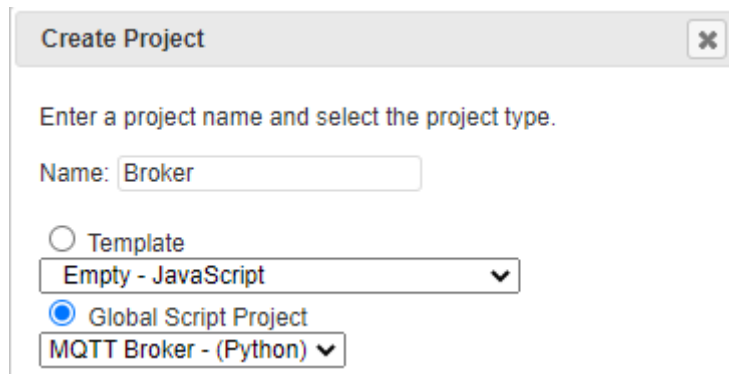 Create Project
Enter a project name and select the project type.
Name: Broker
Template
Empty - JavaScript
Global Script Project
MQTT Broker - (Python)